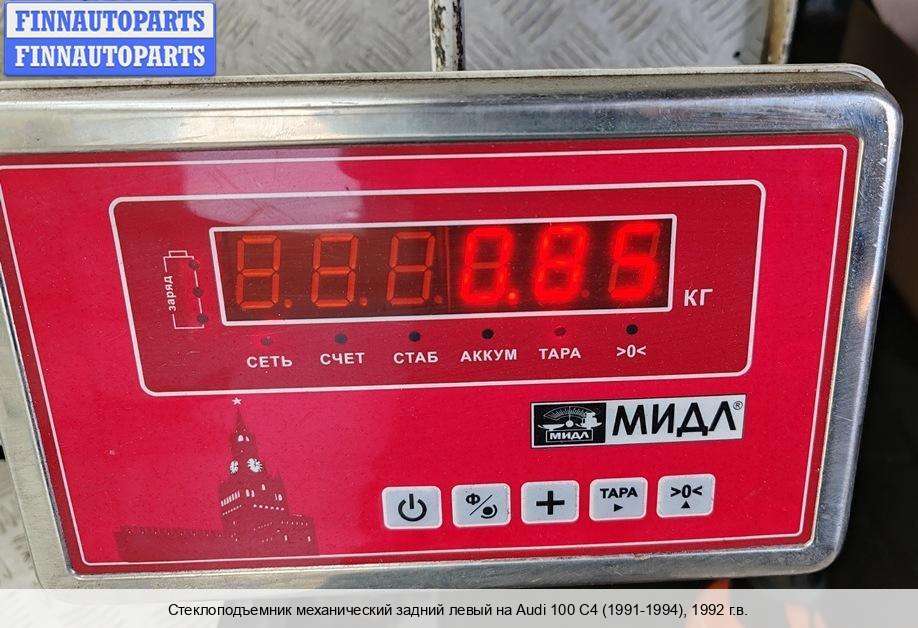 FINNAUTOPARTS
FINNAUTOPARTS
0.85
КГ
заряд
СЕТЬ СЧЕТ СТАБ АККУМ ТАРА >0<
МИДЛ МИДЛ®
Ф ТАРА >0<
Стеклоподъемник механический задний левый на Audi 100 C4 (1991-1994), 1992 г.в.